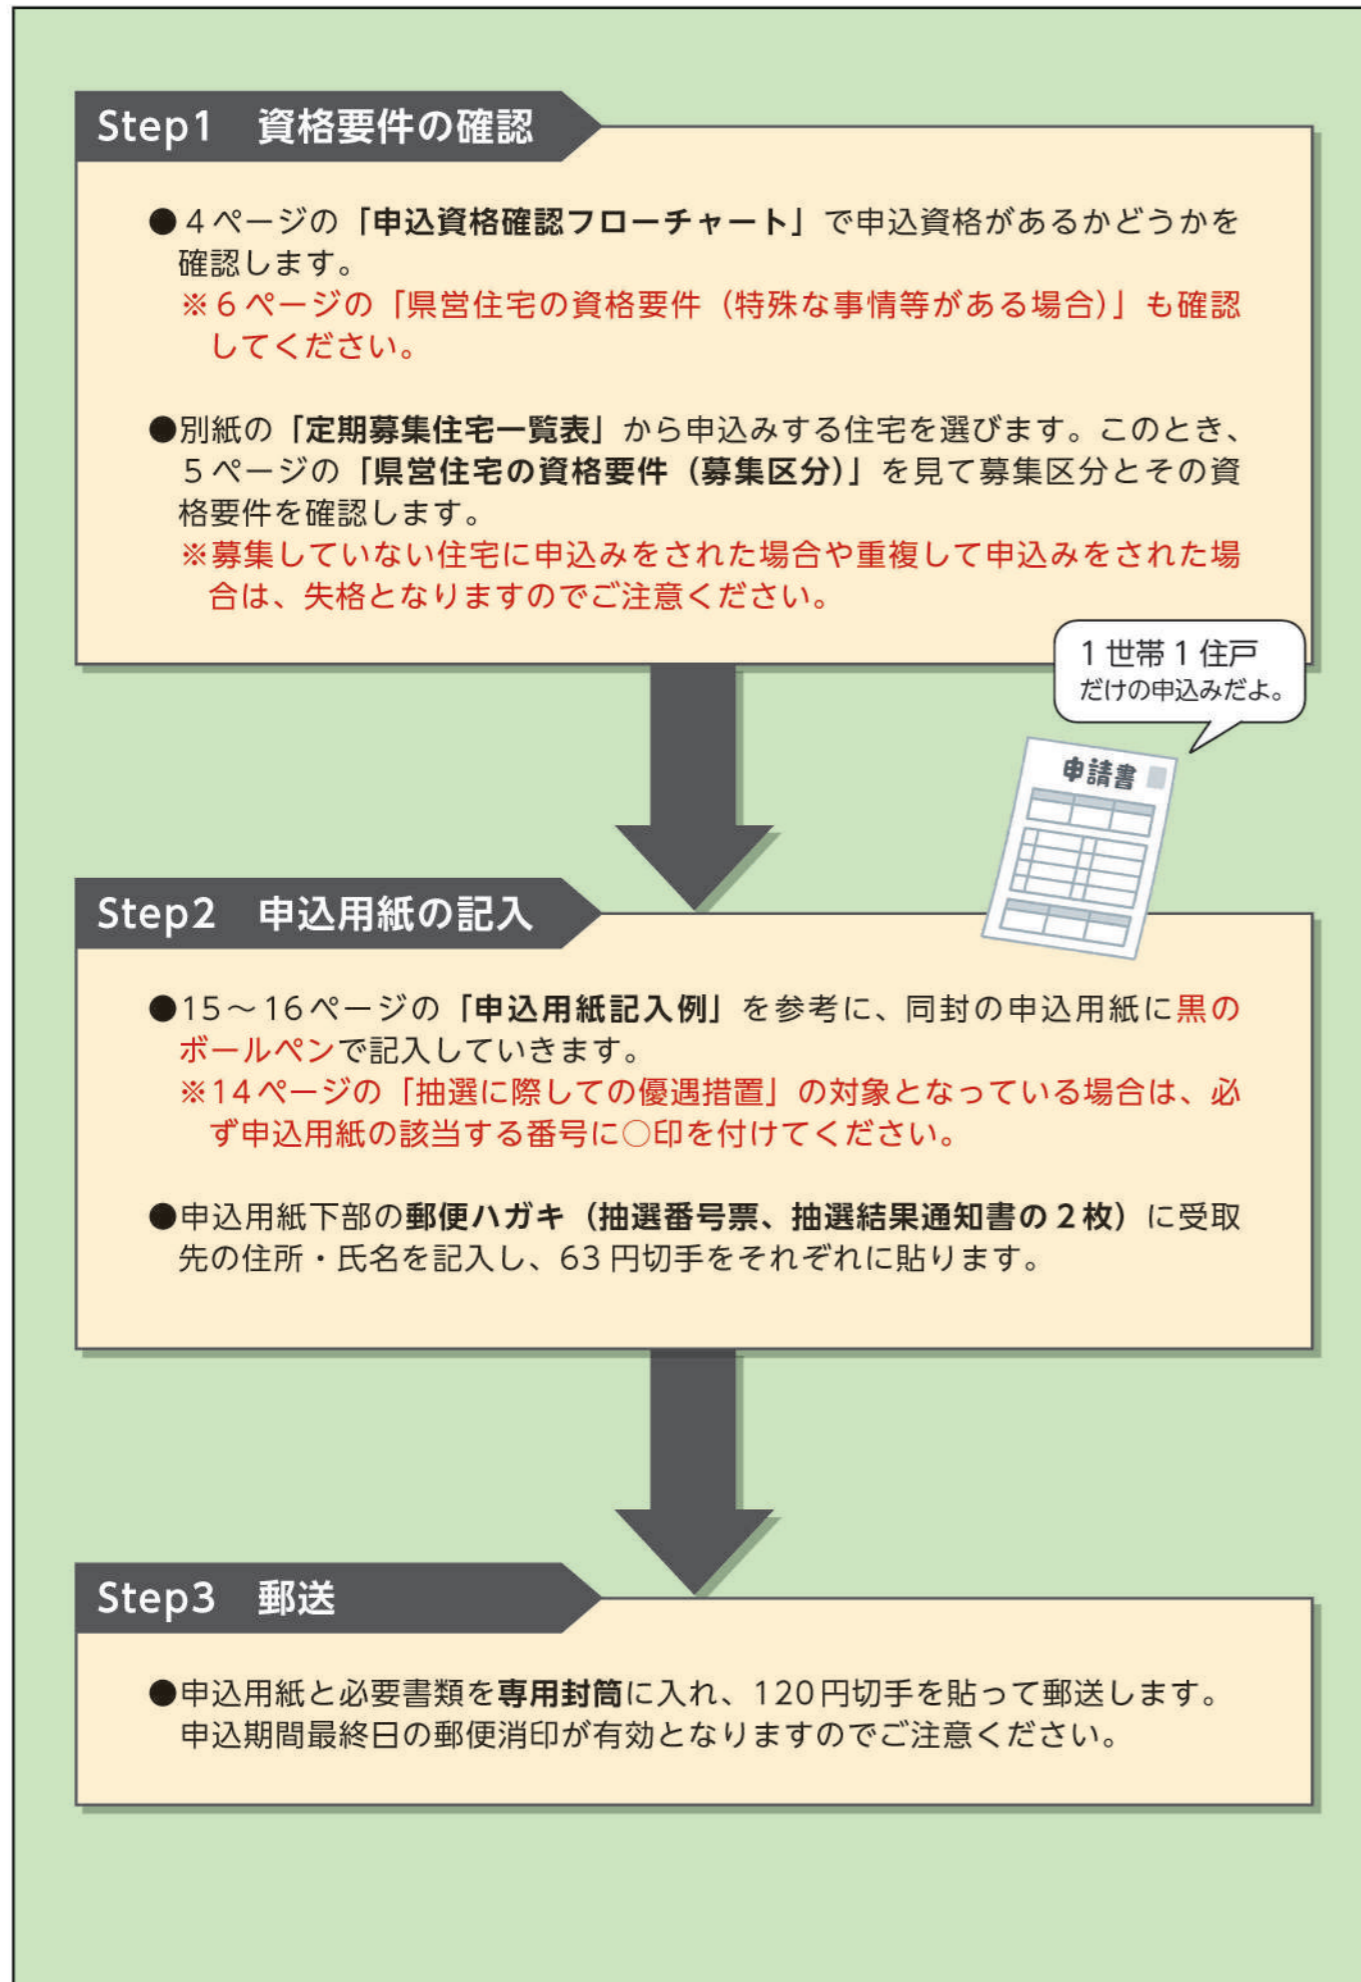 Step1 資格要件の確認
●4ページの「申込資格確認フローチャート」で申込資格があるかどうかを
確認します。
※6ページの「県営住宅の資格要件（特殊な事情等がある場合）」も確認
してください。
●別紙の「定期募集住宅一覧表」から申込みする住宅を選びます。このとき、
5ページの「県営住宅の資格要件（募集区分）」を見て募集区分とその資
格要件を確認します。
※募集していない住宅に申込みをされた場合や重複して申込みをされた場
合は、失格となりますのでご注意ください。
1世帯1住戸
だけの申込みだよ。
申請書
Step2 申込用紙の記入
●15～16ページの「申込用紙記入例」を参考に、同封の申込用紙に黒の
ボールペンで記入していきます。
※14ページの「抽選に際しての優遇措置」の対象となっている場合は、必
ず申込用紙の該当する番号に○印を付けてください。
●申込用紙下部の郵便ハガキ（抽選番号票、抽選結果通知書の2枚）に受取
先の住所・氏名を記入し、63円切手をそれぞれに貼ります。
Step3 郵送
●申込用紙と必要書類を専用封筒に入れ、120円切手を貼って郵送します。
申込期間最終日の郵便消印が有効となりますのでご注意ください。